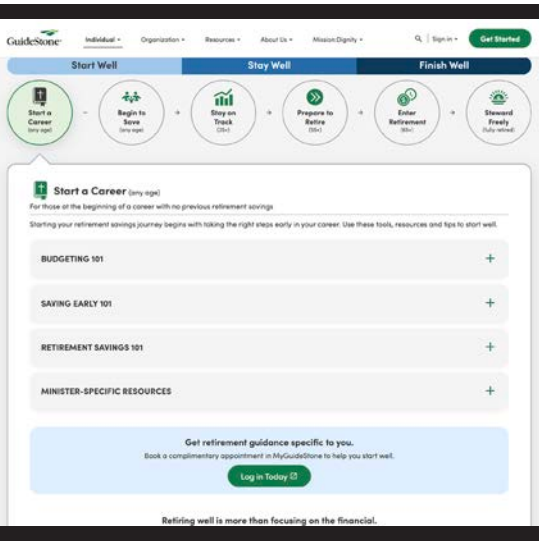 GuideStone Individual Organization Resources About Us Mission:Dignity Sign in Get Started
Start Well Stay Well Finish Well
Start a Career (any age)
Begin to Save (any age)
Stay on Track (35+)
Prepare to Retire (55+)
Enter Retirement (65+)
Steward Freely (fully retired)
Start a Career (any age)
For those at the beginning of a career with no previous retirement savings
Starting your retirement savings journey begins with taking the right steps early in your career. Use these tools, resources and tips to start well.
BUDGETING 101
SAVING EARLY 101
RETIREMENT SAVINGS 101
MINISTER-SPECIFIC RESOURCES
Get retirement guidance specific to you.
Book a complimentary appointment in MyGuideStone to help you start well.
Log in Today
Retiring well is more than focusing on the financial.